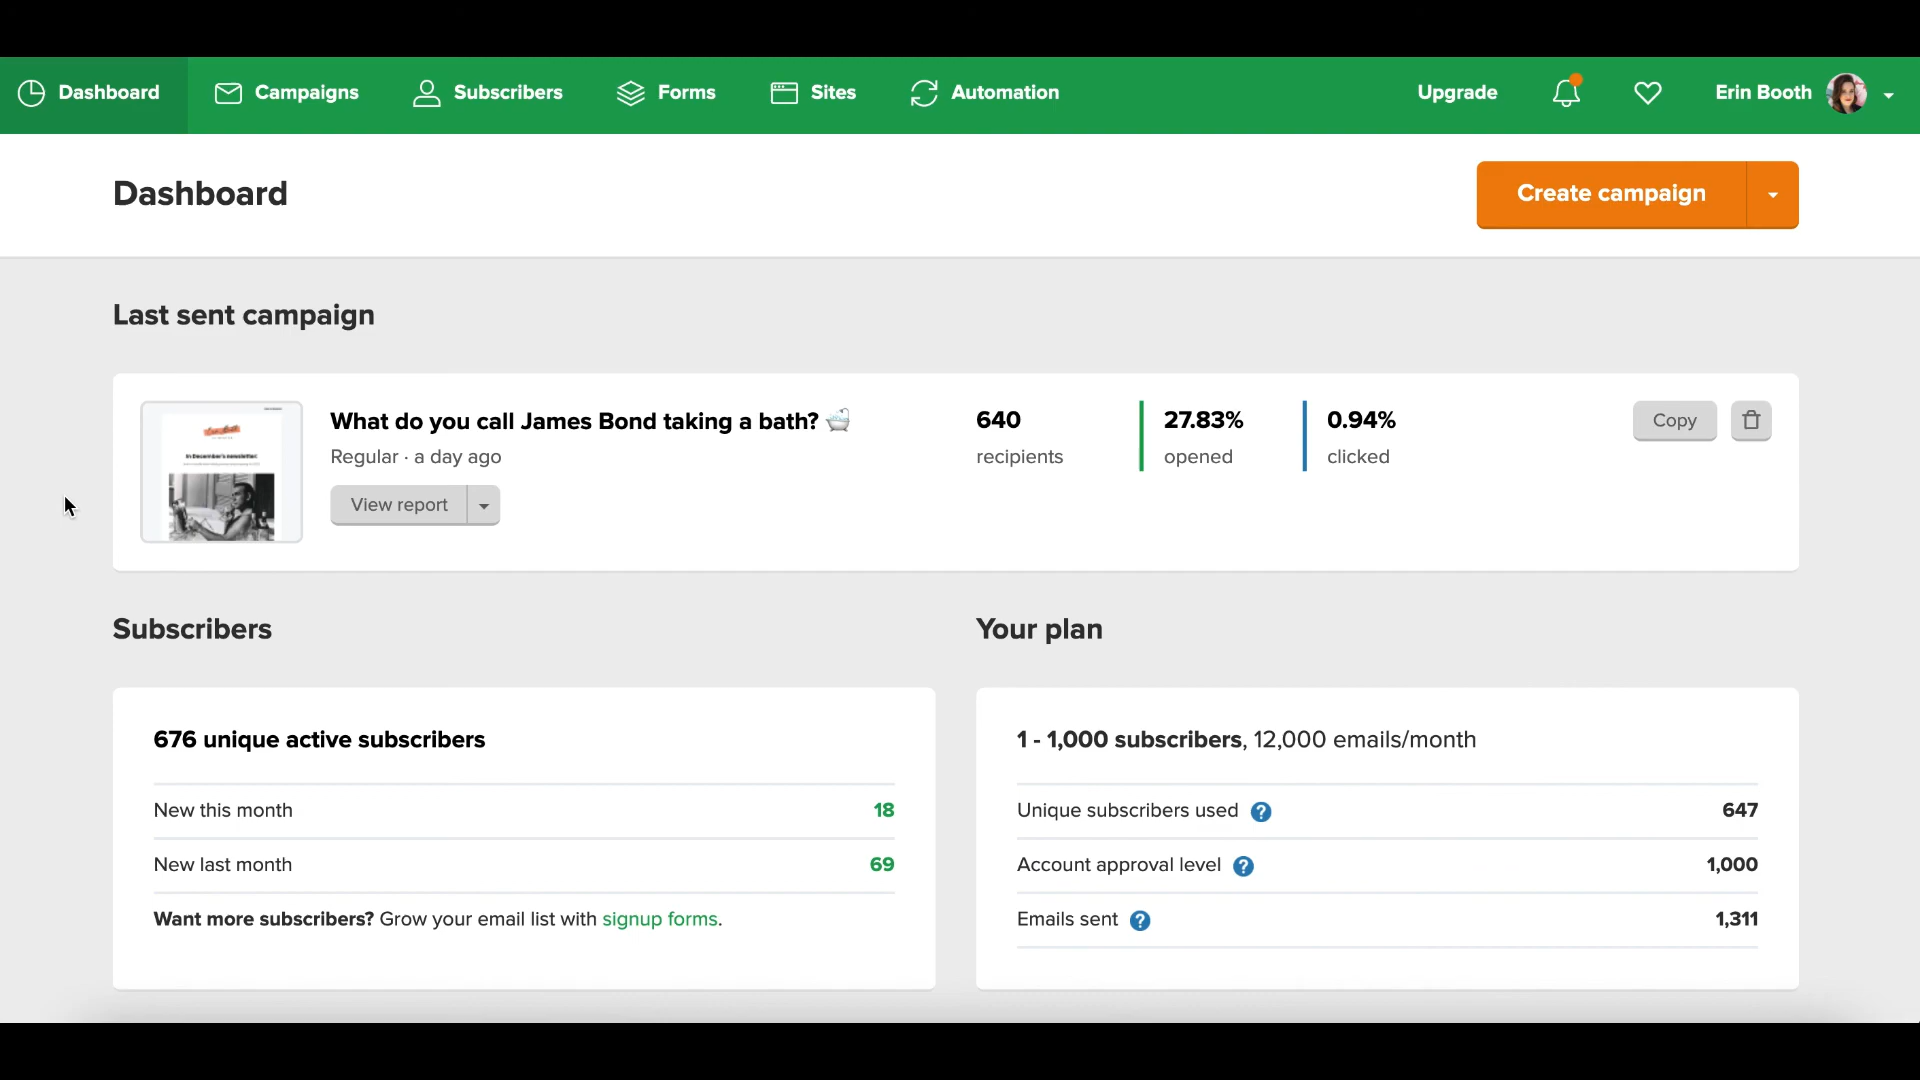 Dashboard
Campaigns
Subscribers
Forms
Sites
Automation
Upgrade
Erin Booth
Dashboard
Create campaign
Last sent campaign
What do you call James Bond taking a bath? 🛁
Regular · a day ago
View report
640
recipients
27.83%
opened
0.94%
clicked
Copy
In December's newsletter:
Subscribers
676 unique active subscribers
New this month 18
New last month 69
Want more subscribers? Grow your email list with signup forms.
Your plan
1 - 1,000 subscribers, 12,000 emails/month
Unique subscribers used ? 647
Account approval level ? 1,000
Emails sent ? 1,311